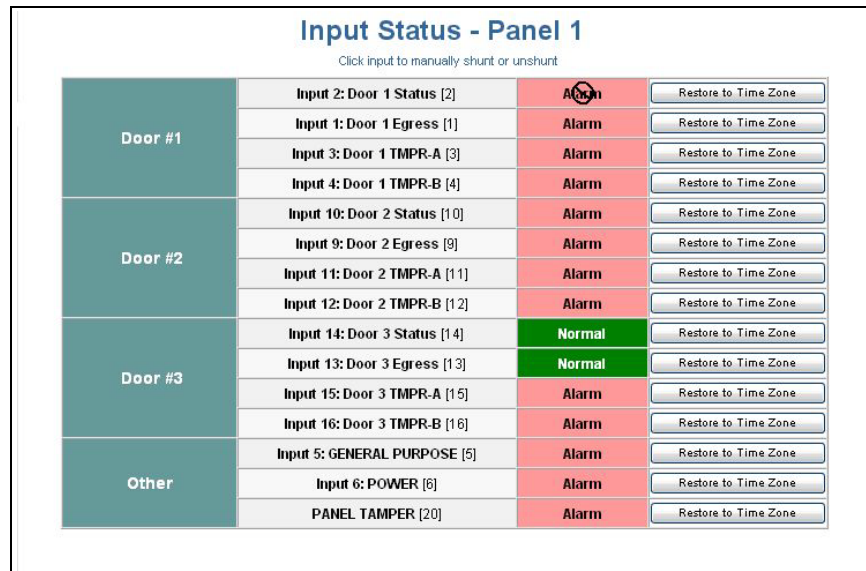 Input Status - Panel 1
Click input to manually shunt or unshunt
Door #1
Input 2: Door 1 Status [2] Alarm Restore to Time Zone
Input 1: Door 1 Egress [1] Alarm Restore to Time Zone
Input 3: Door 1 TMPR-A [3] Alarm Restore to Time Zone
Input 4: Door 1 TMPR-B [4] Alarm Restore to Time Zone
Door #2
Input 10: Door 2 Status [10] Alarm Restore to Time Zone
Input 9: Door 2 Egress [9] Alarm Restore to Time Zone
Input 11: Door 2 TMPR-A [11] Alarm Restore to Time Zone
Input 12: Door 2 TMPR-B [12] Alarm Restore to Time Zone
Door #3
Input 14: Door 3 Status [14] Normal Restore to Time Zone
Input 13: Door 3 Egress [13] Normal Restore to Time Zone
Input 15: Door 3 TMPR-A [15] Alarm Restore to Time Zone
Input 16: Door 3 TMPR-B [16] Alarm Restore to Time Zone
Other
Input 5: GENERAL PURPOSE [5] Alarm Restore to Time Zone
Input 6: POWER [6] Alarm Restore to Time Zone
PANEL TAMPER [20] Alarm Restore to Time Zone